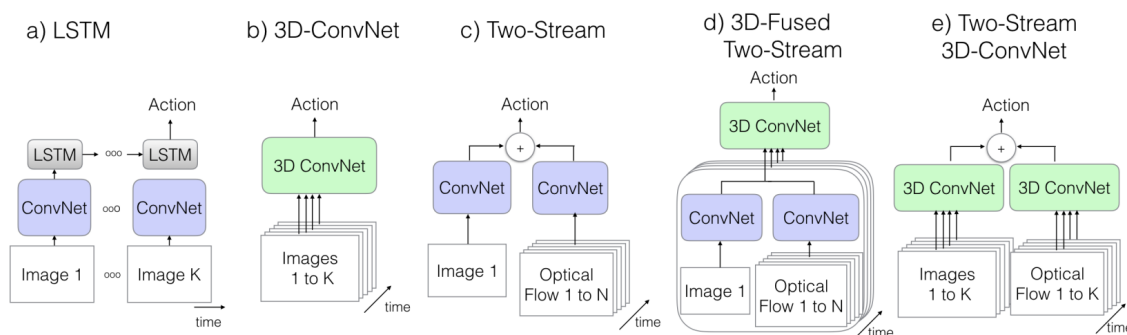 a) LSTM
Action
LSTM
ooo
LSTM
ConvNet
ooo
ConvNet
Image 1
ooo
Image K
time
b) 3D-ConvNet
Action
3D ConvNet
Images
1 to K
time
c) Two-Stream
Action
+
ConvNet
ConvNet
Image 1
Optical
Flow 1 to N
time
d) 3D-Fused
Two-Stream
Action
3D ConvNet
ConvNet
ConvNet
Image 1
Optical
Flow 1 to N
time
e) Two-Stream
3D-ConvNet
Action
+
3D ConvNet
3D ConvNet
Images
1 to K
Optical
Flow 1 to K
time